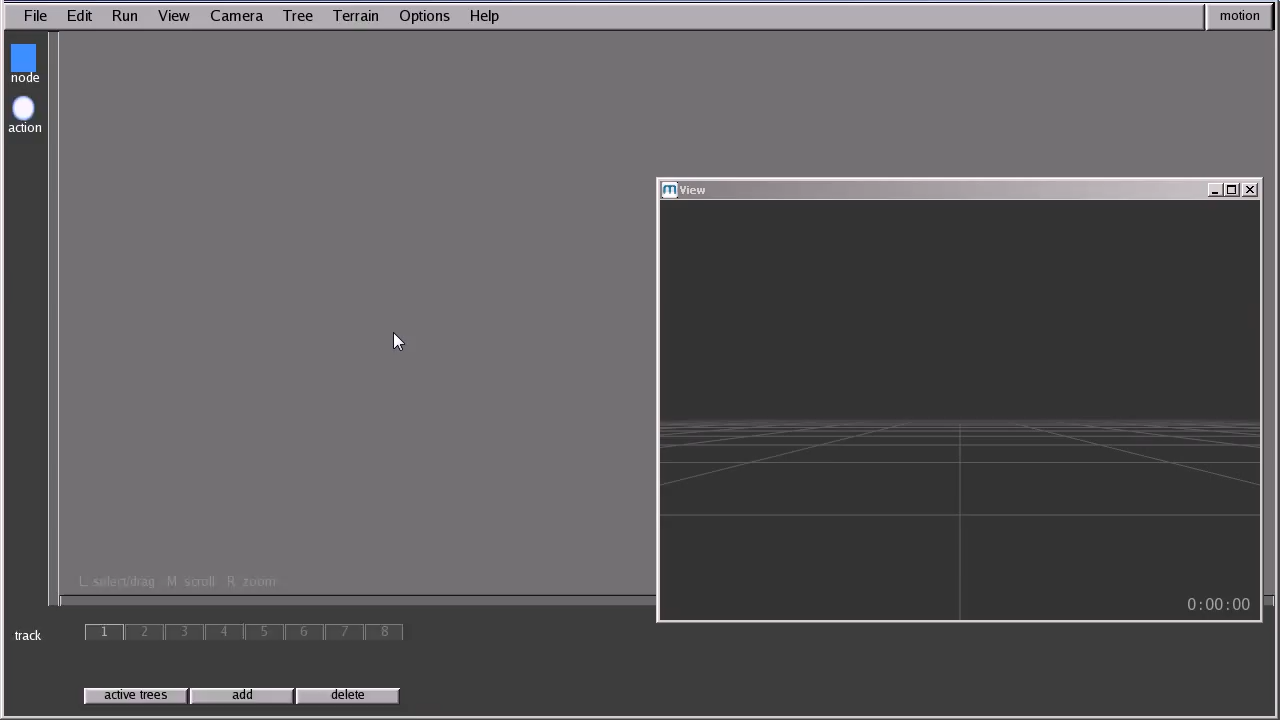 File Edit Run View Camera Tree Terrain Options Help motion
node
action
View
L sellect/drag M scroll R zoom
0:00:00
track 1 2 3 4 5 6 7 8
active trees add delete